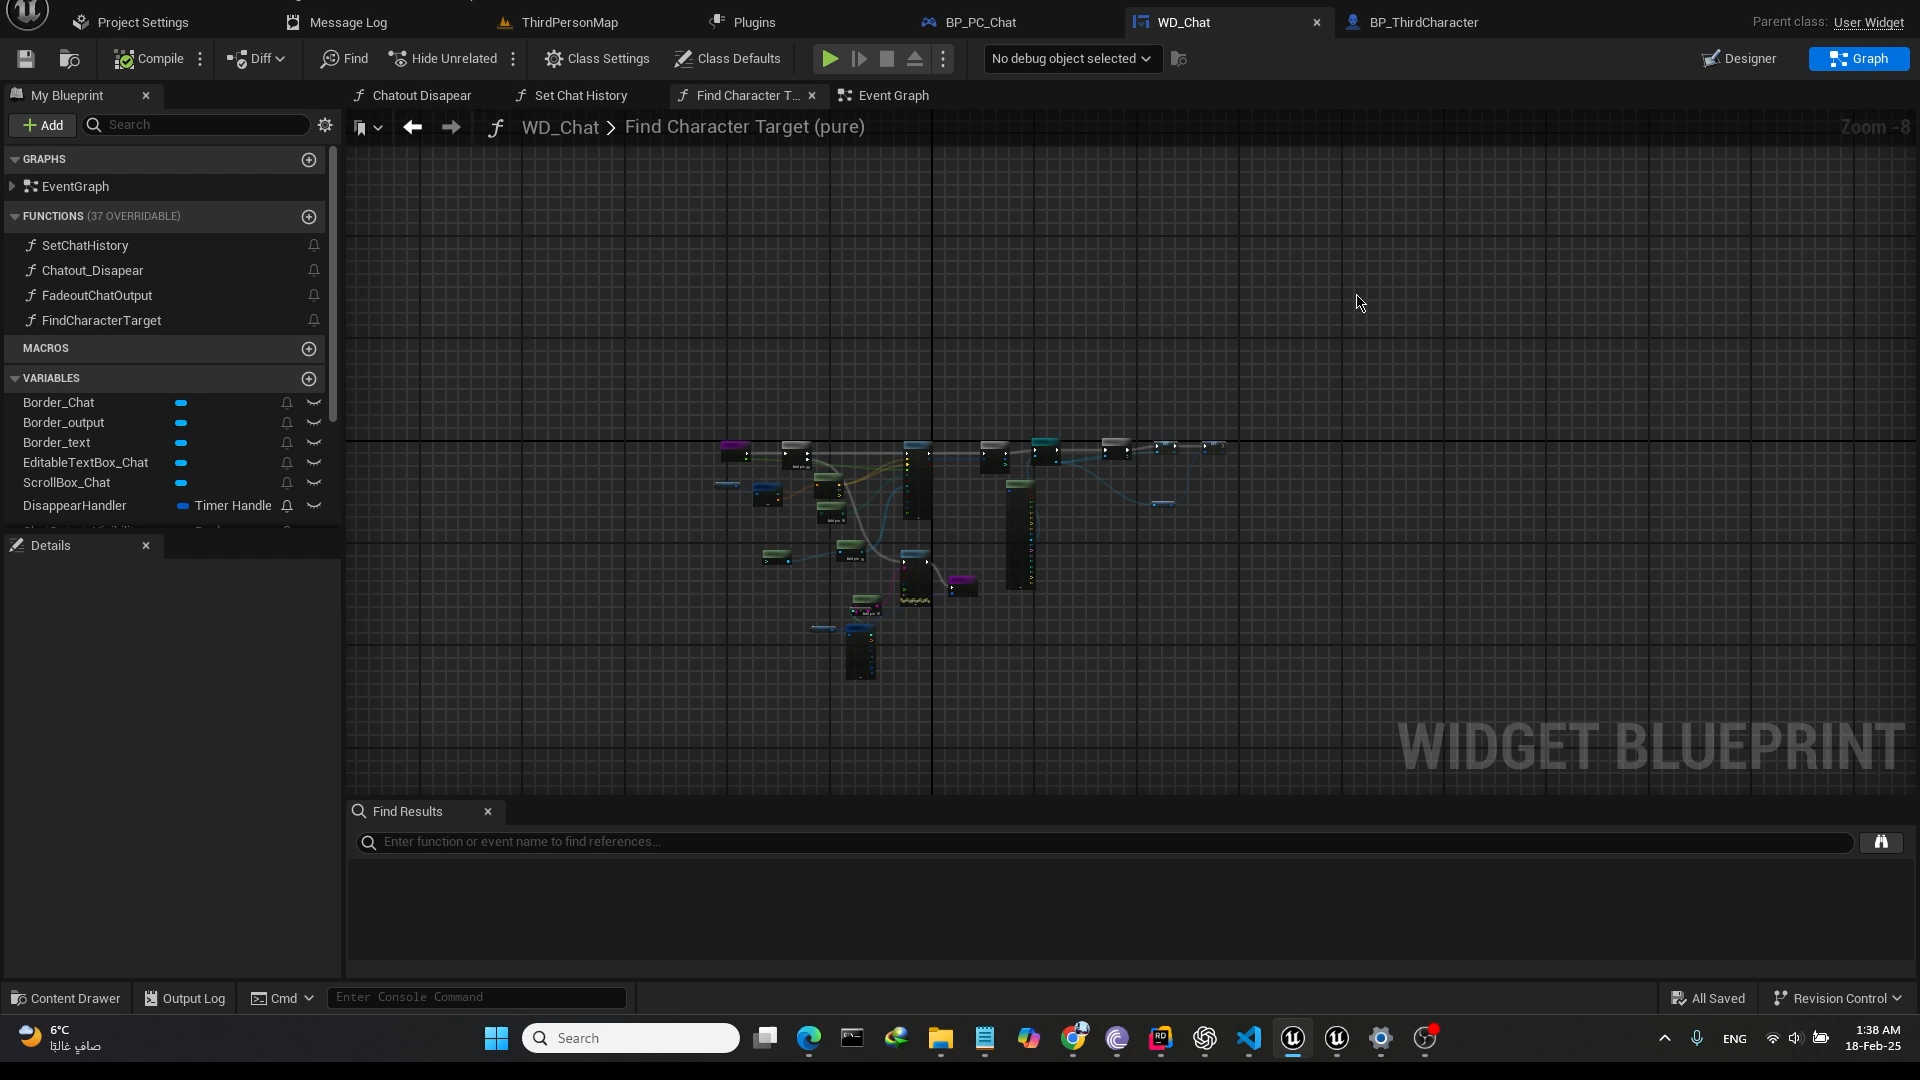 Project Settings
Message Log
ThirdPersonMap
Plugins
BP_PC_Chat
WD_Chat
BP_ThirdCharacter
Parent class: User Widget
Compile
Diff
Find
Hide Unrelated
Class Settings
Class Defaults
No debug object selected
Designer
Graph
My Blueprint
Chatout Disapear
Set Chat History
Find Character T...
Event Graph
Add
Search
WD_Chat > Find Character Target (pure)
Zoom -8
GRAPHS
EventGraph
FUNCTIONS (37 OVERRIDABLE)
SetChatHistory
Chatout_Disapear
FadeoutChatOutput
FindCharacterTarget
MACROS
VARIABLES
Border_Chat
Border_output
Border_text
EditableTextBox_Chat
ScrollBox_Chat
DisappearHandler Timer Handle
Details
WIDGET BLUEPRINT
Find Results
Enter function or event name to find references...
Content Drawer
Output Log
Cmd
Enter Console Command
All Saved
Revision Control
6°C
صافي غالبًا
Search
ENG
1:38 AM
18-Feb-25